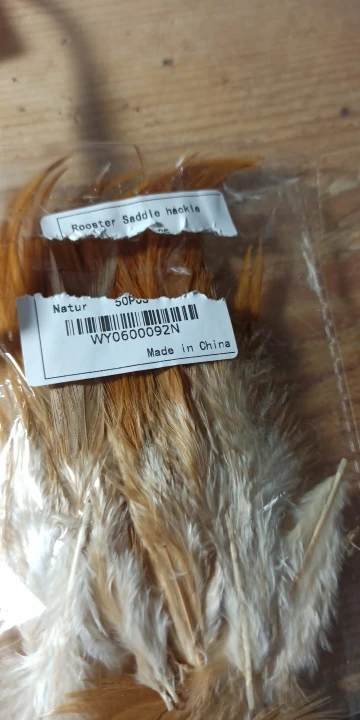 Rooster Saddle hackle
Natur 50Pcs
WY0600092N
Made in China